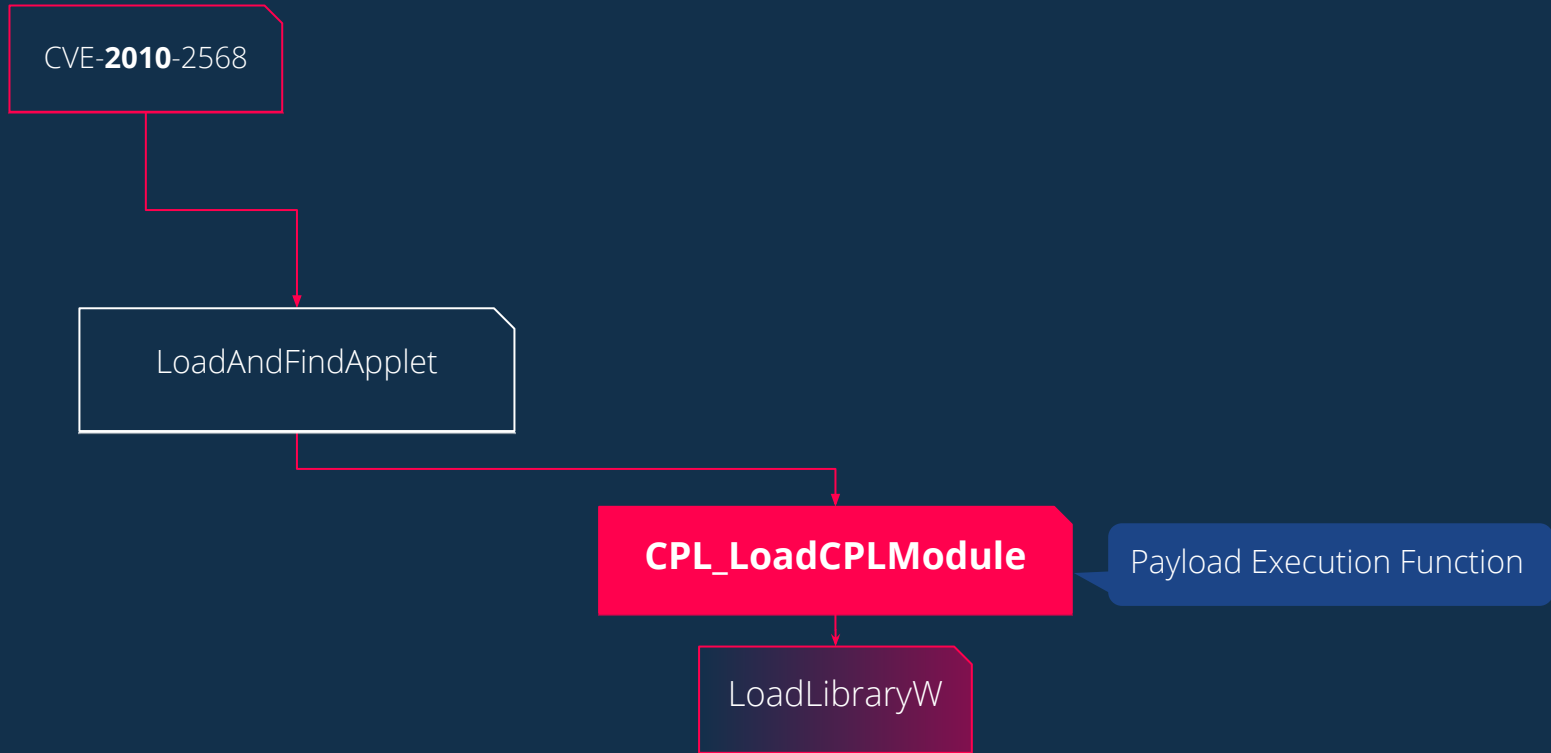 CVE-2010-2568
LoadAndFindApplet
CPL_LoadCPLModule
Payload Execution Function
LoadLibraryW